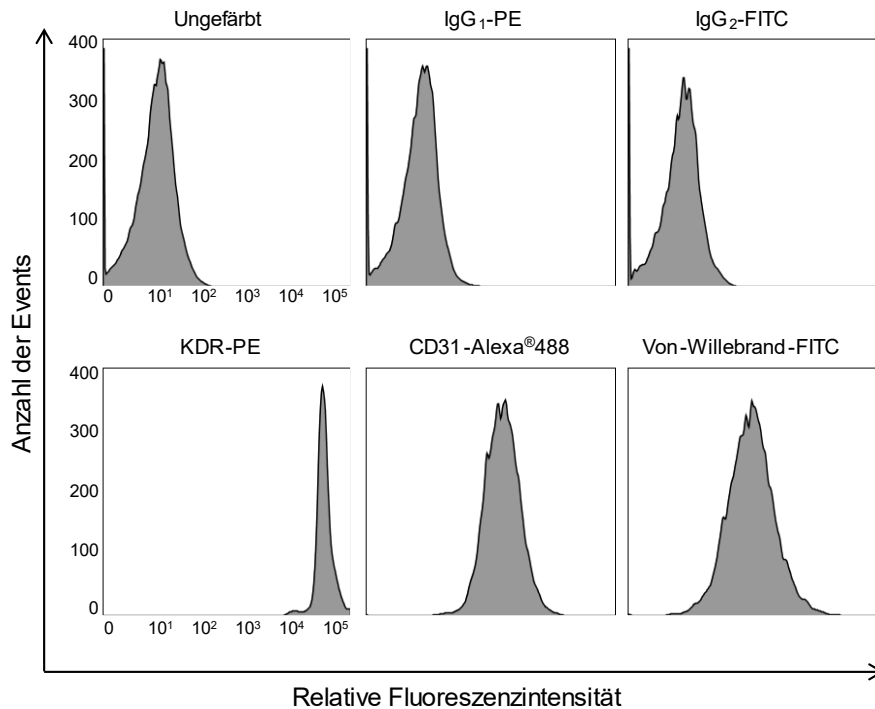 Ungefärbt
IgG₁-PE
IgG₂-FITC
400
300
200
100
0
0 10¹ 10² 10³ 10⁴ 10⁵
KDR-PE
CD31-Alexa®488
Von-Willebrand-FITC
400
300
200
100
0
0 10¹ 10² 10³ 10⁴ 10⁵
Anzahl der Events
Relative Fluoreszenzintensität